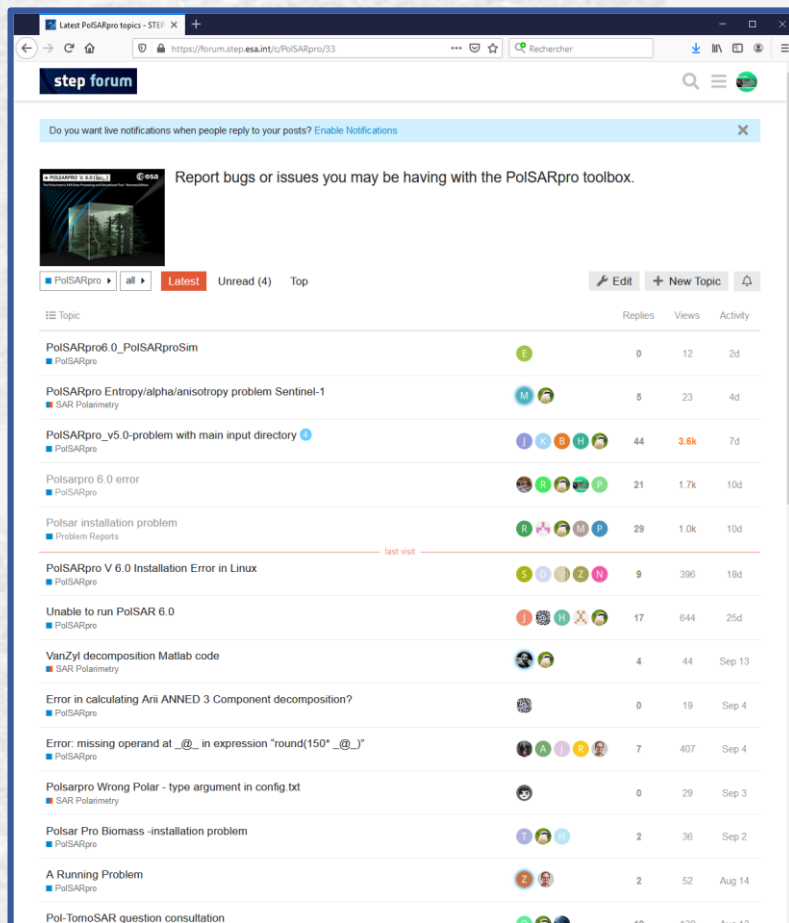 Latest PolSARpro topics - STEP
https://forum.step.esa.int/c/PolSARpro/33
Rechercher
step forum
Do you want live notifications when people reply to your posts? Enable Notifications
POLSARPRO V. 6.0
esa
Report bugs or issues you may be having with the PolSARpro toolbox.
PolSARpro all Latest Unread (4) Top Edit + New Topic
Topic Replies Views Activity
PolSARpro6.0_PolSARproSim E 0 12 2d
PolSARpro
PolSARpro Entropy/alpha/anisotropy problem Sentinel-1 M 5 23 4d
SAR Polarimetry
PolSARpro_v5.0-problem with main input directory 4 J K B H 44 3.6k 7d
PolSARpro
Polsarpro 6.0 error R P 21 1.7k 10d
PolSARpro
Polsar installation problem R M P 29 1.0k 10d
Problem Reports
last visit
PolSARpro V 6.0 Installation Error in Linux S D Z N 9 396 18d
PolSARpro
Unable to run PolSAR 6.0 J H 17 644 25d
PolSARpro
VanZyl decomposition Matlab code 4 44 Sep 13
SAR Polarimetry
Error in calculating Arii ANNED 3 Component decomposition? 0 19 Sep 4
PolSARpro
Error: missing operand at _@_ in expression "round(150* _@_)" A J R 7 407 Sep 4
PolSARpro
Polsarpro Wrong Polar - type argument in config.txt 0 29 Sep 3
SAR Polarimetry
Polsar Pro Biomass -installation problem T H 2 36 Sep 2
PolSARpro
A Running Problem Z 2 52 Aug 14
PolSARpro
Pol-TomoSAR question consultation